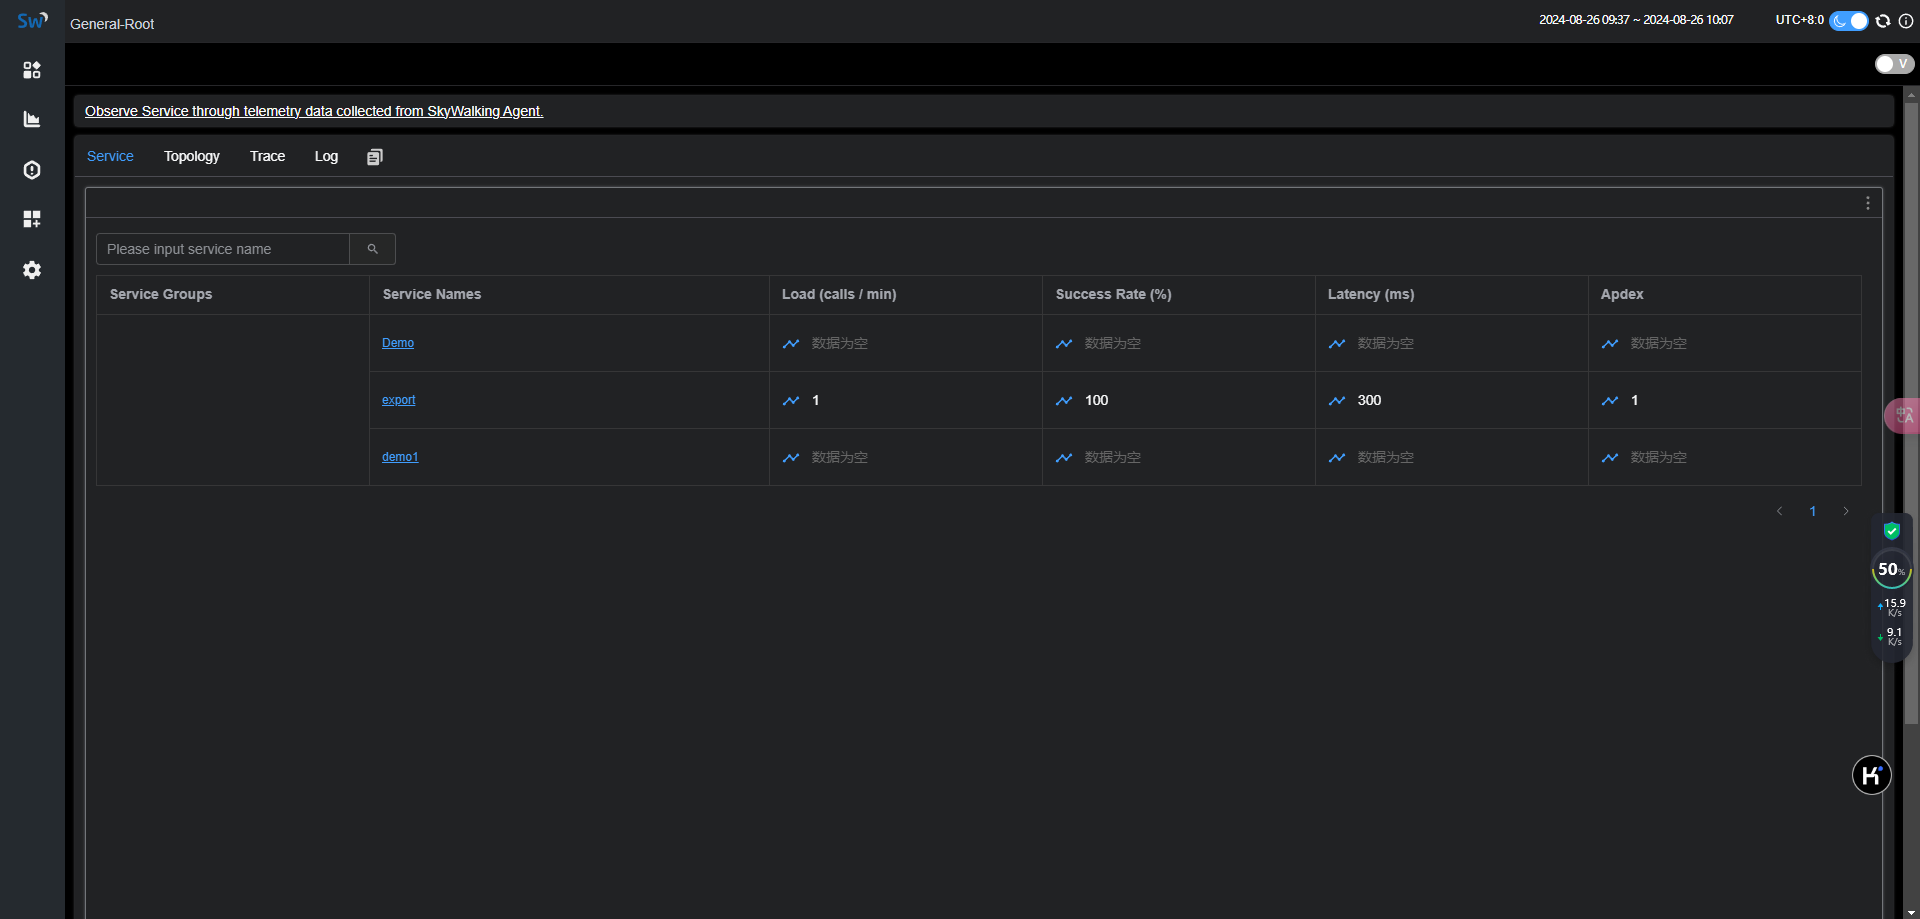 Sw
General-Root
2024-08-26 09:37 ~ 2024-08-26 10:07
UTC+8:0
V
Observe Service through telemetry data collected from SkyWalking Agent.
Service Topology Trace Log
Please input service name
Service Groups Service Names Load (calls / min) Success Rate (%) Latency (ms) Apdex
Demo 数据为空 数据为空 数据为空 数据为空
export 1 100 300 1
demo1 数据为空 数据为空 数据为空 数据为空
1
中A
50%
15.9
K/s
9.1
K/s
K